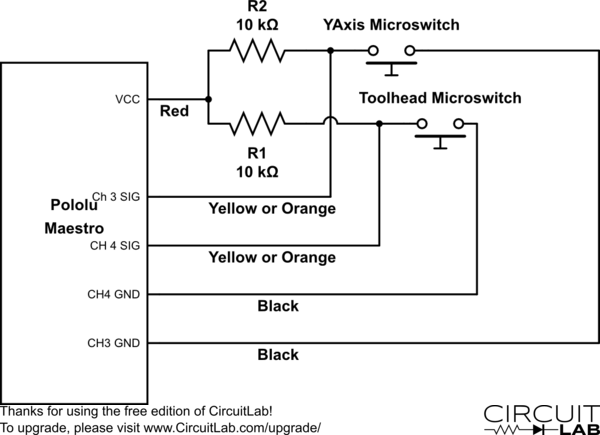 R2
10 kΩ
YAxis Microswitch
VCC
Red
Toolhead Microswitch
R1
10 kΩ
Ch 3 SIG
Pololu
Yellow or Orange
Maestro
CH 4 SIG
Yellow or Orange
CH4 GND
Black
CH3 GND
Black
Thanks for using the free edition of CircuitLab!
To upgrade, please visit www.CircuitLab.com/upgrade/
CIRCUIT
LAB